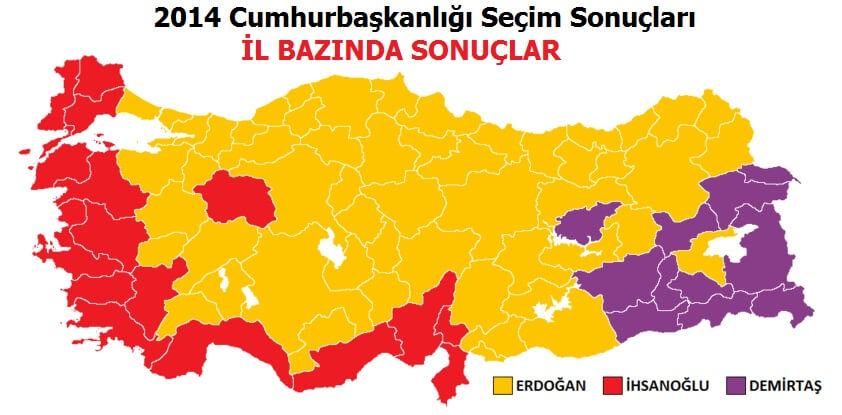 2014 Cumhurbaşkanlığı Seçim Sonuçları
İL BAZINDA SONUÇLAR
ERDOĞAN İHSANOĞLU DEMİRTAŞ